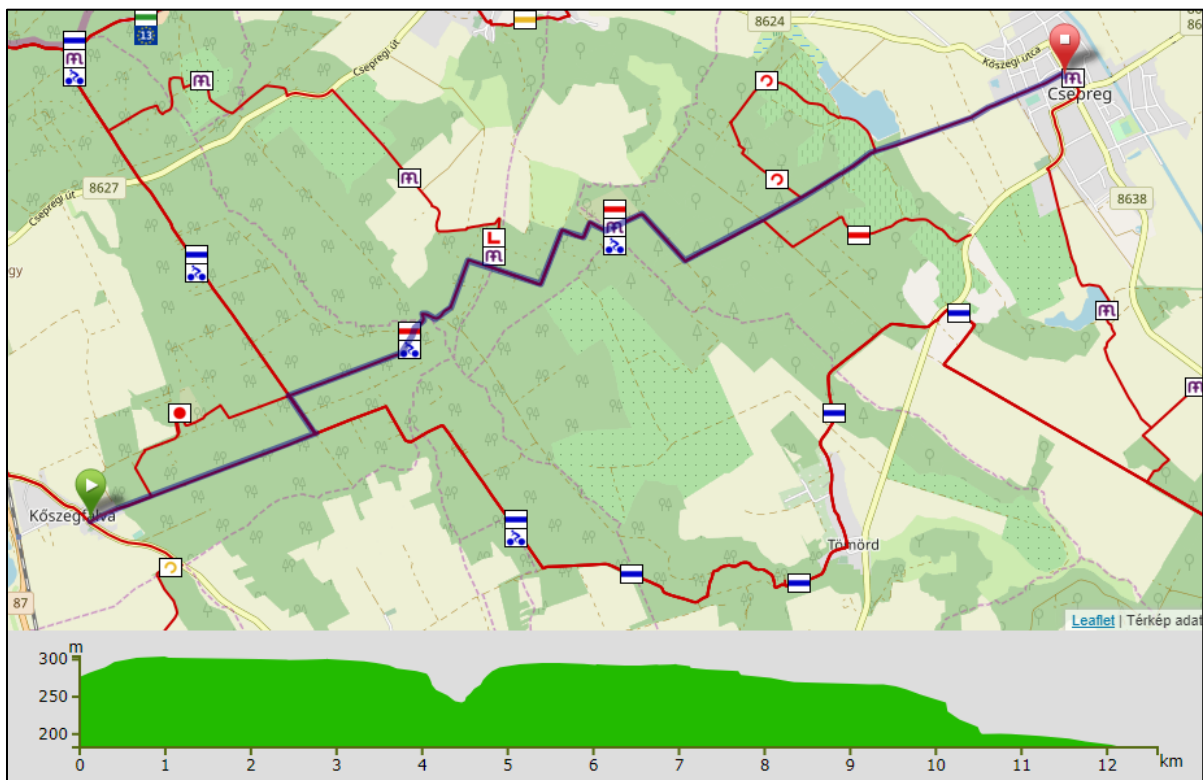 8624
13
Csepregi út
Kőszegi utca
Csepreg
8627
8638
Csepregi út
gy
L
Kőszegfalva
Tömörd
87
Leaflet | Térkép adat
m
300
250
200
0 1 2 3 4 5 6 7 8 9 10 11 12 km